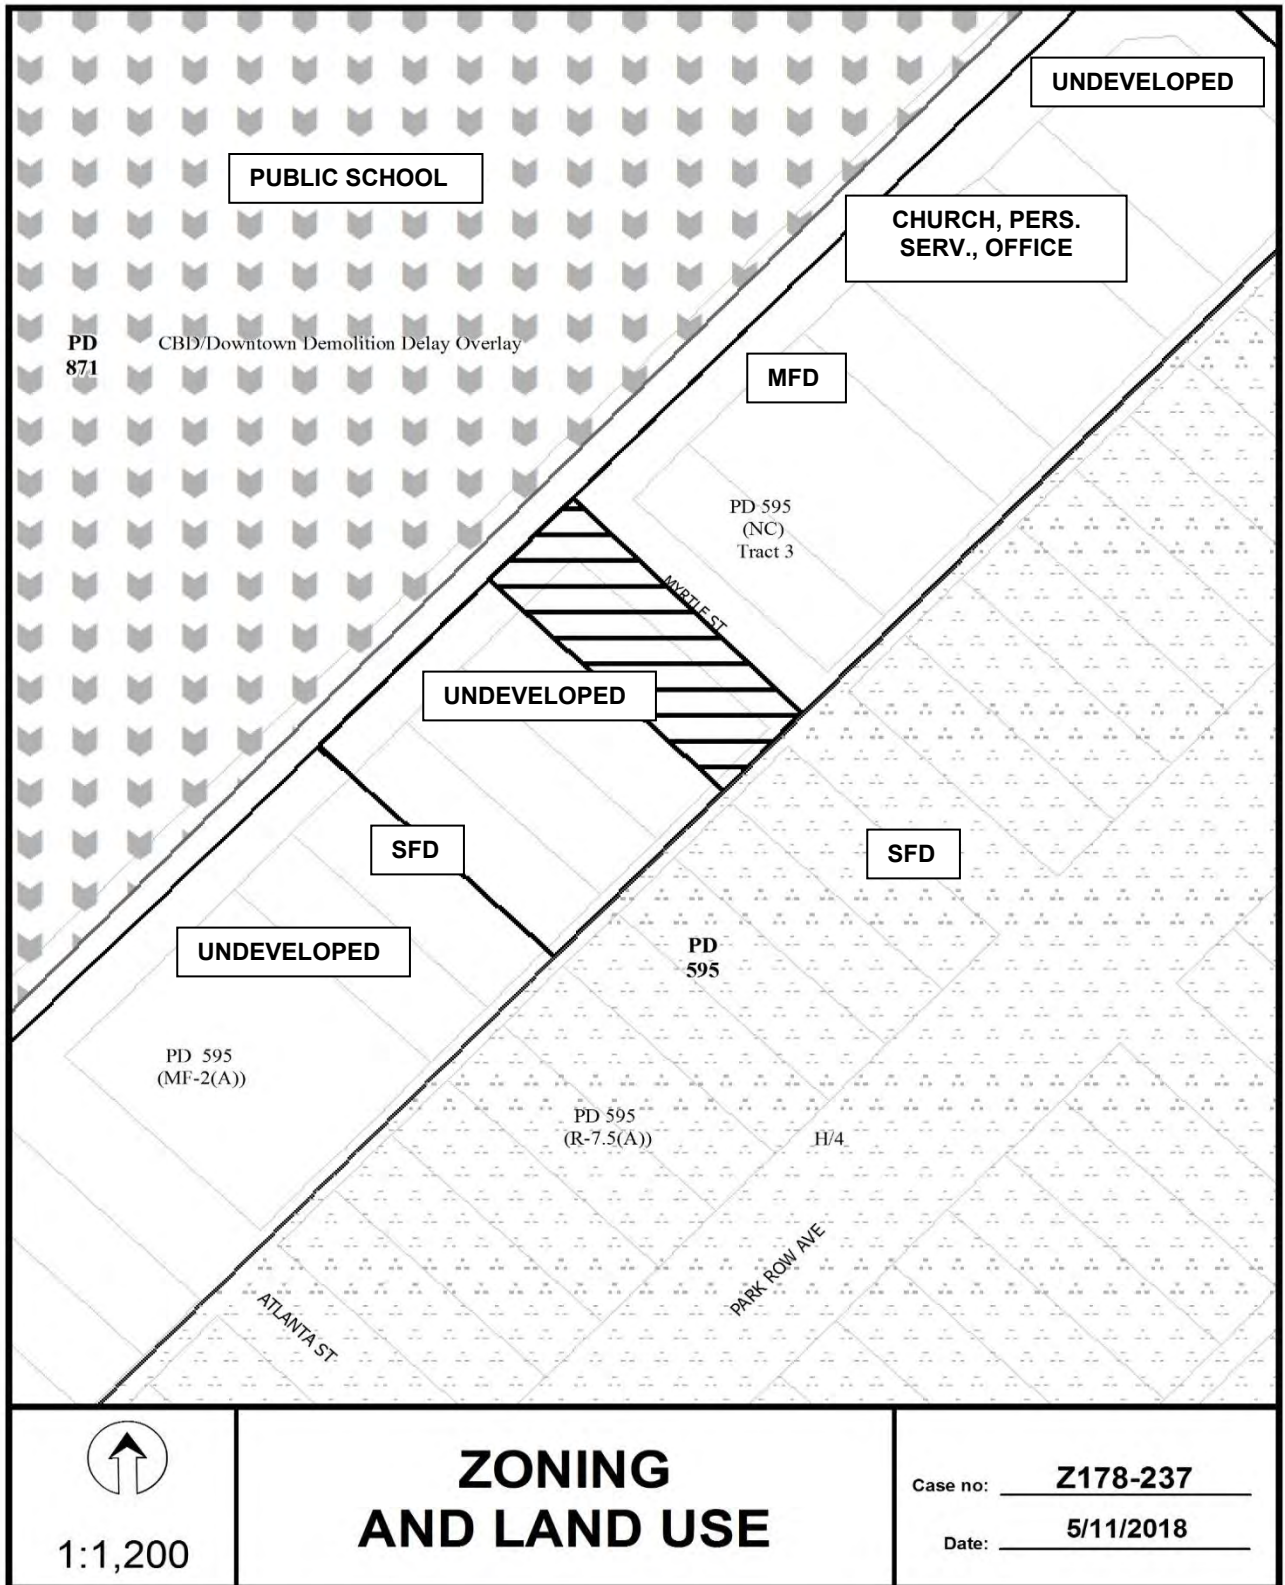 UNDEVELOPED
PUBLIC SCHOOL
CHURCH, PERS.
SERV., OFFICE
PD
871
CBD/Downtown Demolition Delay Overlay
MFD
PD 595
(NC)
Tract 3
MYRTLE ST
UNDEVELOPED
SFD
SFD
UNDEVELOPED
PD
595
PD 595
(MF-2(A))
PD 595
(R-7.5(A))
H/4
PARK ROW AVE
ATLANTA ST
1:1,200
ZONING
AND LAND USE
Case no: Z178-237
Date: 5/11/2018